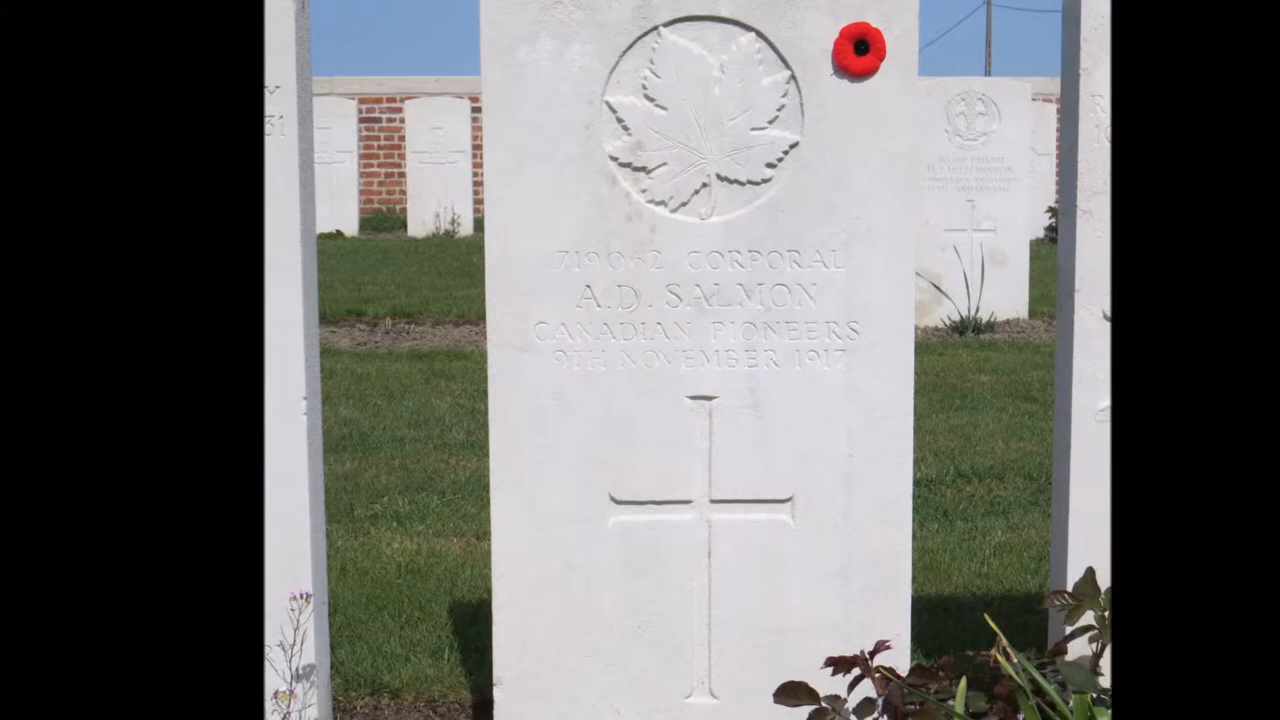 719062 CORPORAL
A.D. SALMON
CANADIAN PIONEERS
9TH NOVEMBER 1917